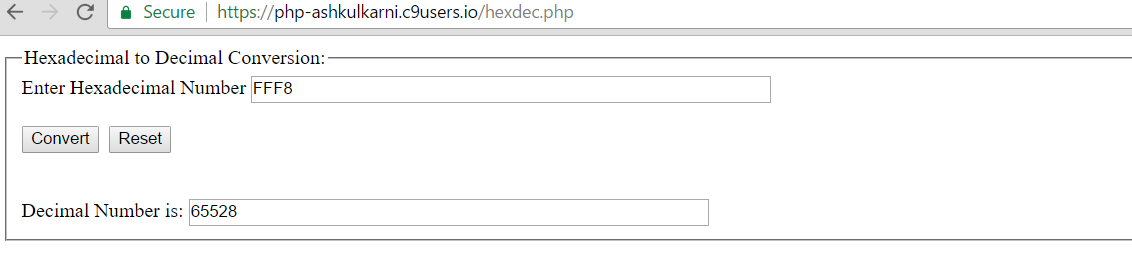 Secure https://php-ashkulkarni.c9users.io/hexdec.php
Hexadecimal to Decimal Conversion:
Enter Hexadecimal Number FFF8
Convert Reset
Decimal Number is: 65528